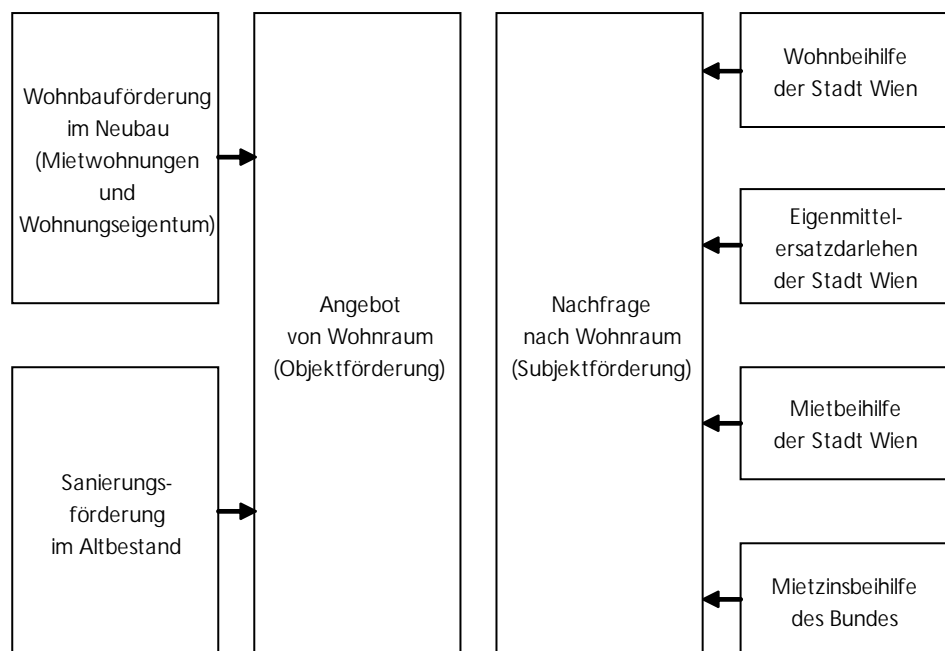 Wohnbauförderung
im Neubau
(Mietwohnungen
und
Wohnungseigentum)
Sanierungs-
förderung
im Altbestand
Angebot
von Wohnraum
(Objektförderung)
Nachfrage
nach Wohnraum
(Subjektförderung)
Wohnbeihilfe
der Stadt Wien
Eigenmittel-
ersatzdarlehen
der Stadt Wien
Mietbeihilfe
der Stadt Wien
Mietzinsbeihilfe
des Bundes